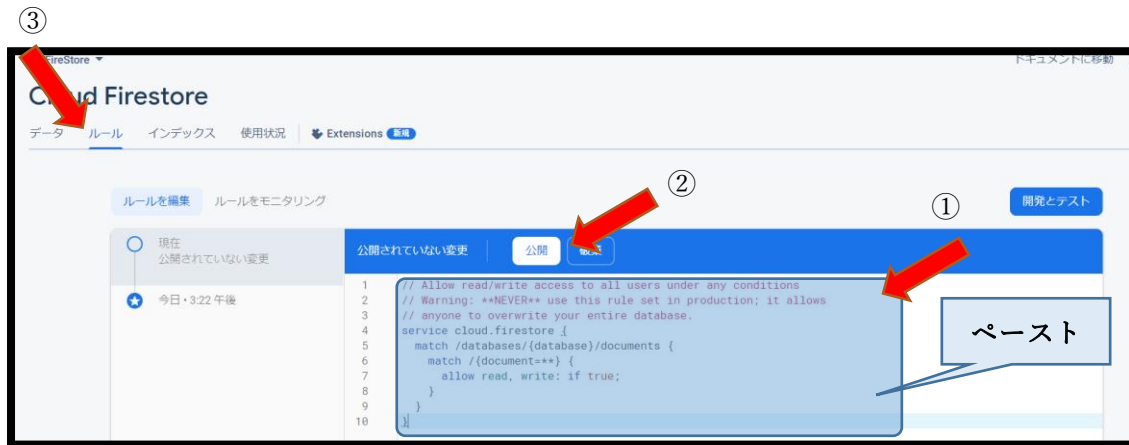 ③
FireStore
ドキュメントに移動
Cloud Firestore
データ ルール インデックス 使用状況 Extensions 新規
②
①
ルールを編集 ルールをモニタリング
開発とテスト
現在
公開されていない変更
今日・3:22 午後
公開されていない変更 公開 破棄
1 // Allow read/write access to all users under any conditions
2 // Warning: **NEVER** use this rule set in production; it allows
3 // anyone to overwrite your entire database.
4 service cloud.firestore {
5 match /databases/{database}/documents {
6 match /{document=**} {
7 allow read, write: if true;
8 }
9 }
10 }
ペースト